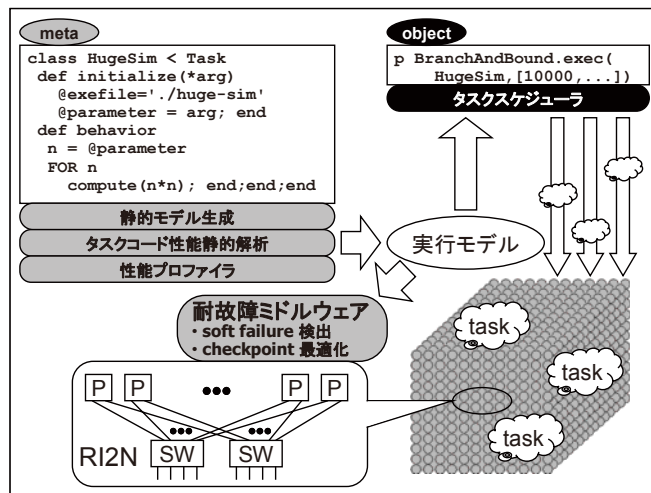 meta
class HugeSim < Task
def initialize(*arg)
@exefile='./huge-sim'
@parameter = arg; end
def behavior
n = @parameter
FOR n
compute(n*n); end;end;end
静的モデル生成
タスクコード性能静的解析
性能プロファイラ
object
p BranchAndBound.exec(
HugeSim,[10000,...])
タスクスケジューラ
実行モデル
耐故障ミドルウェア
・soft failure 検出
・checkpoint 最適化
P P ●●● P P
●●● ●●●
RI2N SW SW
task
task
task